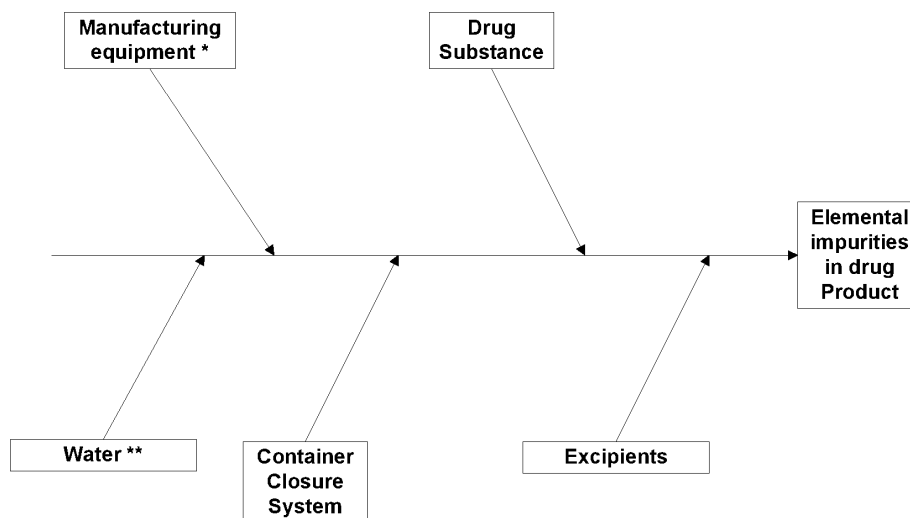 Manufacturing
equipment *
Drug
Substance
Elemental
impurities
in drug
Product
Water **
Container
Closure
System
Excipients